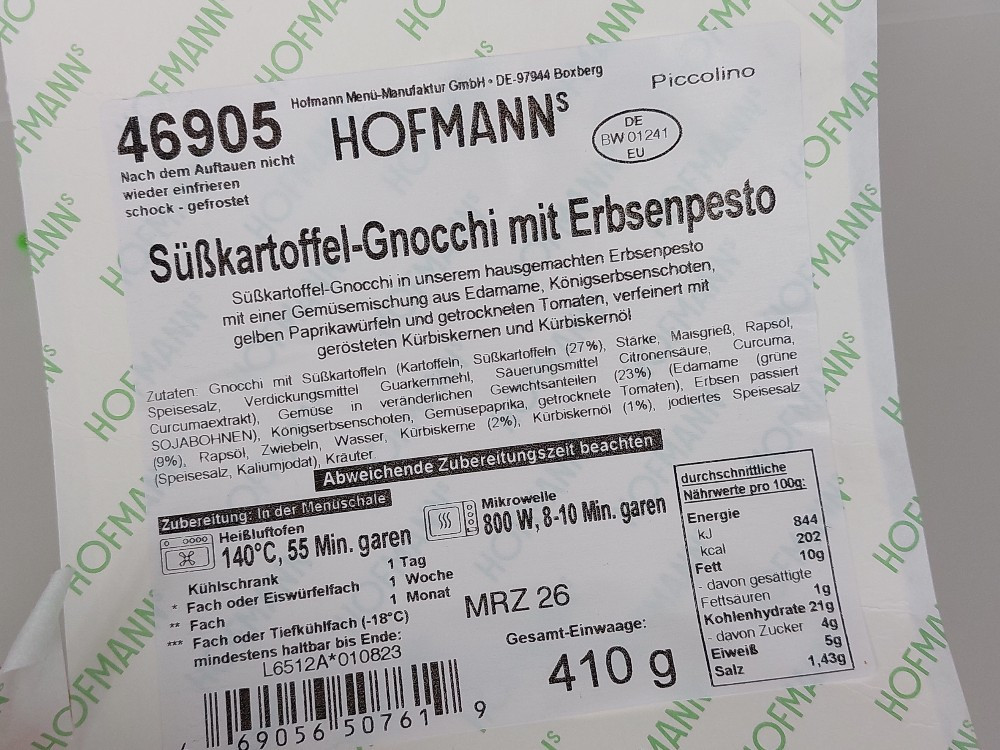 46905
Hofmann Menü-Manufaktur GmbH • DE-97944 Boxberg
Piccolino
HOFMANNS
DE
BW 01241
EU
Nach dem Auftauen nicht
wieder einfrieren
schock - gefrostet
Süßkartoffel-Gnocchi mit Erbsenpesto
Süßkartoffel-Gnocchi in unserem hausgemachten Erbsenpesto
mit einer Gemüsemischung aus Edamame, Königserbsenschoten,
gelben Paprikawürfeln und getrockneten Tomaten, verfeinert mit
gerösteten Kürbiskernen und Kürbiskernöl
Zutaten: Gnocchi mit Süßkartoffeln (Kartoffeln, Süßkartoffeln (27%), Stärke, Maisgrieß, Rapsöl,
Speisesalz, Verdickungsmittel Guarkernmehl, Säuerungsmittel Citronensäure, Curcuma,
Curcumaextrakt), Gemüse in veränderlichen Gewichtsanteilen (23%) (Edamame (grüne
SOJABOHNEN), Königserbsenschoten, Gemüsepaprika, getrocknete Tomaten), Erbsen passiert
(9%), Rapsöl, Zwiebeln, Wasser, Kürbiskerne (2%), Kürbiskernöl (1%), jodiertes Speisesalz
(Speisesalz, Kaliumjodat), Kräuter.
Abweichende Zubereitungszeit beachten
Zubereitung: In der Menüschale
Heißluftofen
140°C, 55 Min. garen
Mikrowelle
800 W, 8-10 Min. garen
Kühlschrank 1 Tag
* Fach oder Eiswürfelfach 1 Woche
** Fach 1 Monat
*** Fach oder Tiefkühlfach (-18°C)
mindestens haltbar bis Ende:
MRZ 26
L6512A*010823
69056 50761 9
Gesamt-Einwaage:
410 g
durchschnittliche
Nährwerte pro 100g:
Energie
kJ 844
kcal 202
Fett 10g
- davon gesättigte
Fettsäuren 1g
Kohlenhydrate 21g
- davon Zucker 4g
Eiweiß 5g
Salz 1,43g